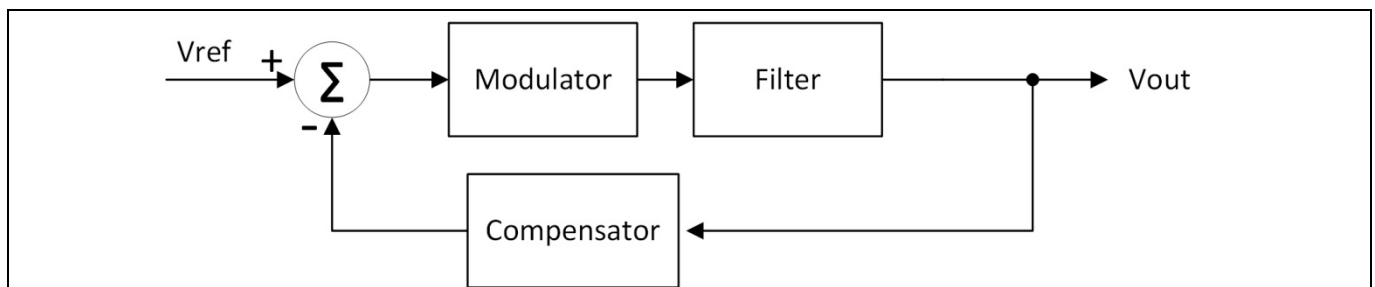 Vref
+
Σ
-
Modulator
Filter
Vout
Compensator